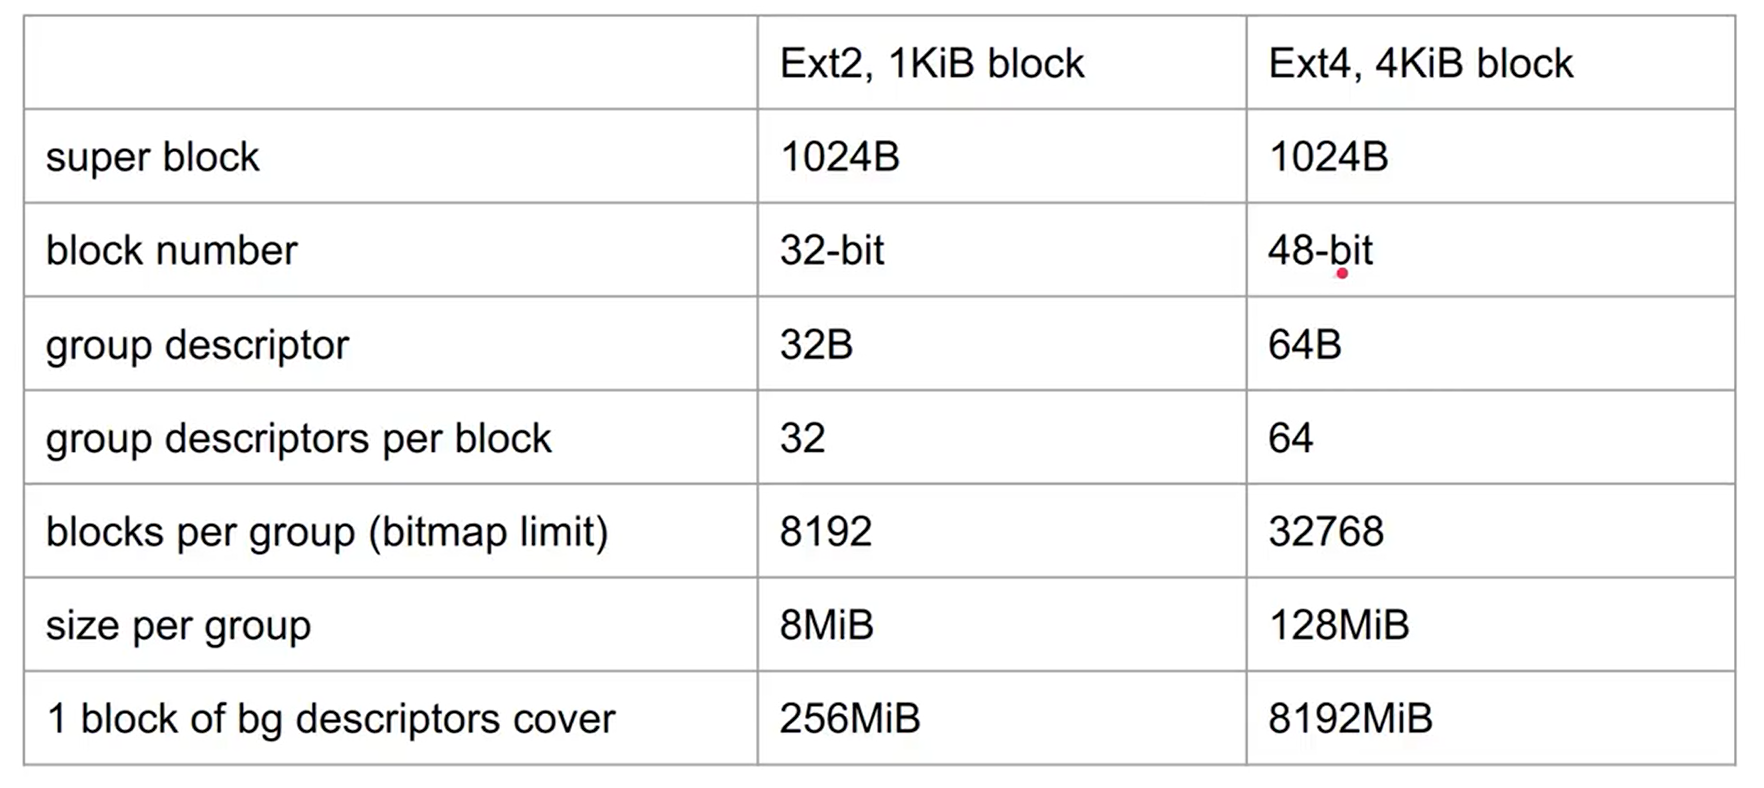 Ext2, 1KiB block Ext4, 4KiB block
super block 1024B 1024B
block number 32-bit 48-bit
group descriptor 32B 64B
group descriptors per block 32 64
blocks per group (bitmap limit) 8192 32768
size per group 8MiB 128MiB
1 block of bg descriptors cover 256MiB 8192MiB